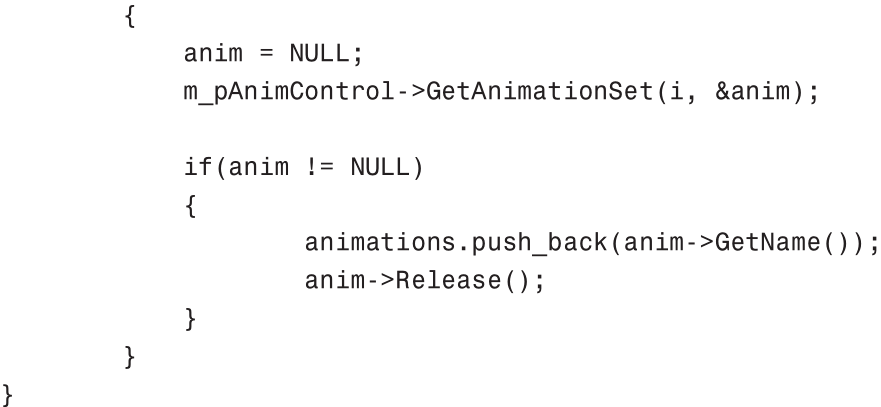 {
anim = NULL;
m_pAnimControl->GetAnimationSet(i, &anim);
if(anim != NULL)
{
animations.push_back(anim->GetName());
anim->Release();
}
}
}